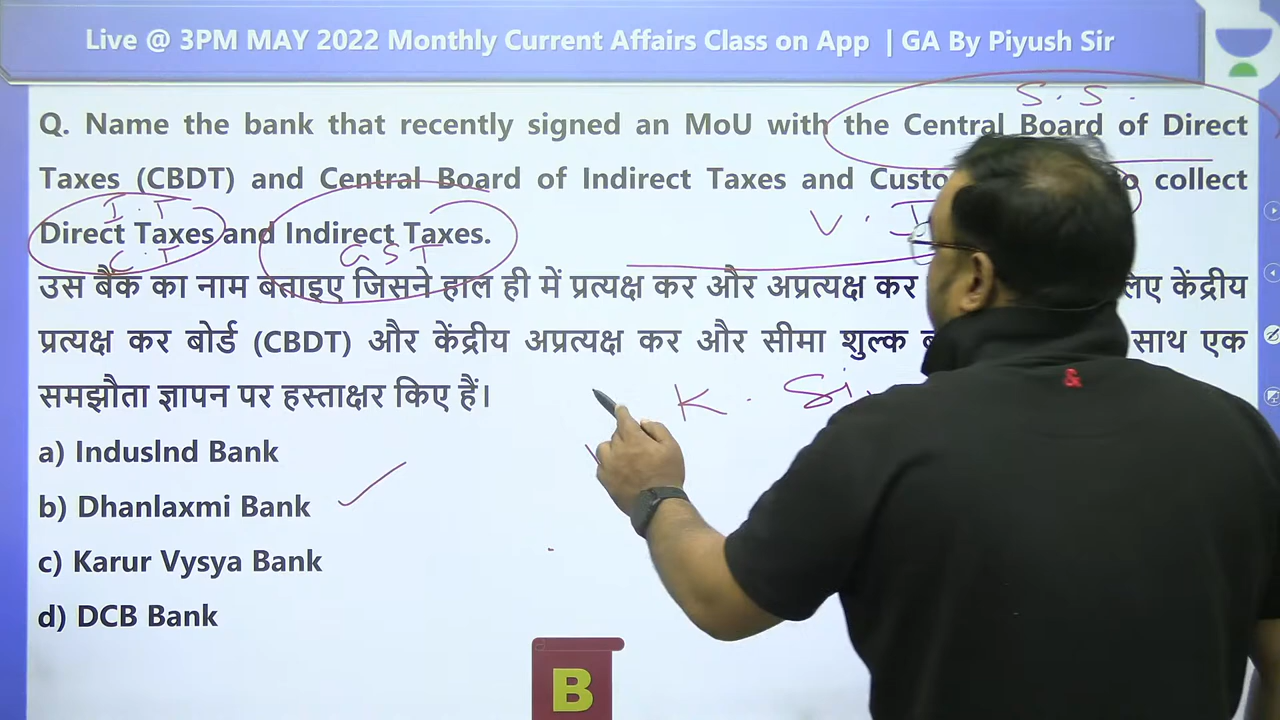 Live @ 3PM MAY 2022 Monthly Current Affairs Class on App | GA By Piyush Sir
S. S.
Q. Name the bank that recently signed an MoU with the Central Board of Direct
Taxes (CBDT) and Central Board of Indirect Taxes and Custo o collect
I.T
V. I
Direct Taxes and Indirect Taxes.
C.T
GST
उस बैंक का नाम बताइए जिसने हाल ही में प्रत्यक्ष कर और अप्रत्यक्ष कर लिए केंद्रीय
प्रत्यक्ष कर बोर्ड (CBDT) और केंद्रीय अप्रत्यक्ष कर और सीमा शुल्क साथ एक
K. Si
समझौता ज्ञापन पर हस्ताक्षर किए हैं।
a) IndusInd Bank
b) Dhanlaxmi Bank
c) Karur Vysya Bank
d) DCB Bank
B
&